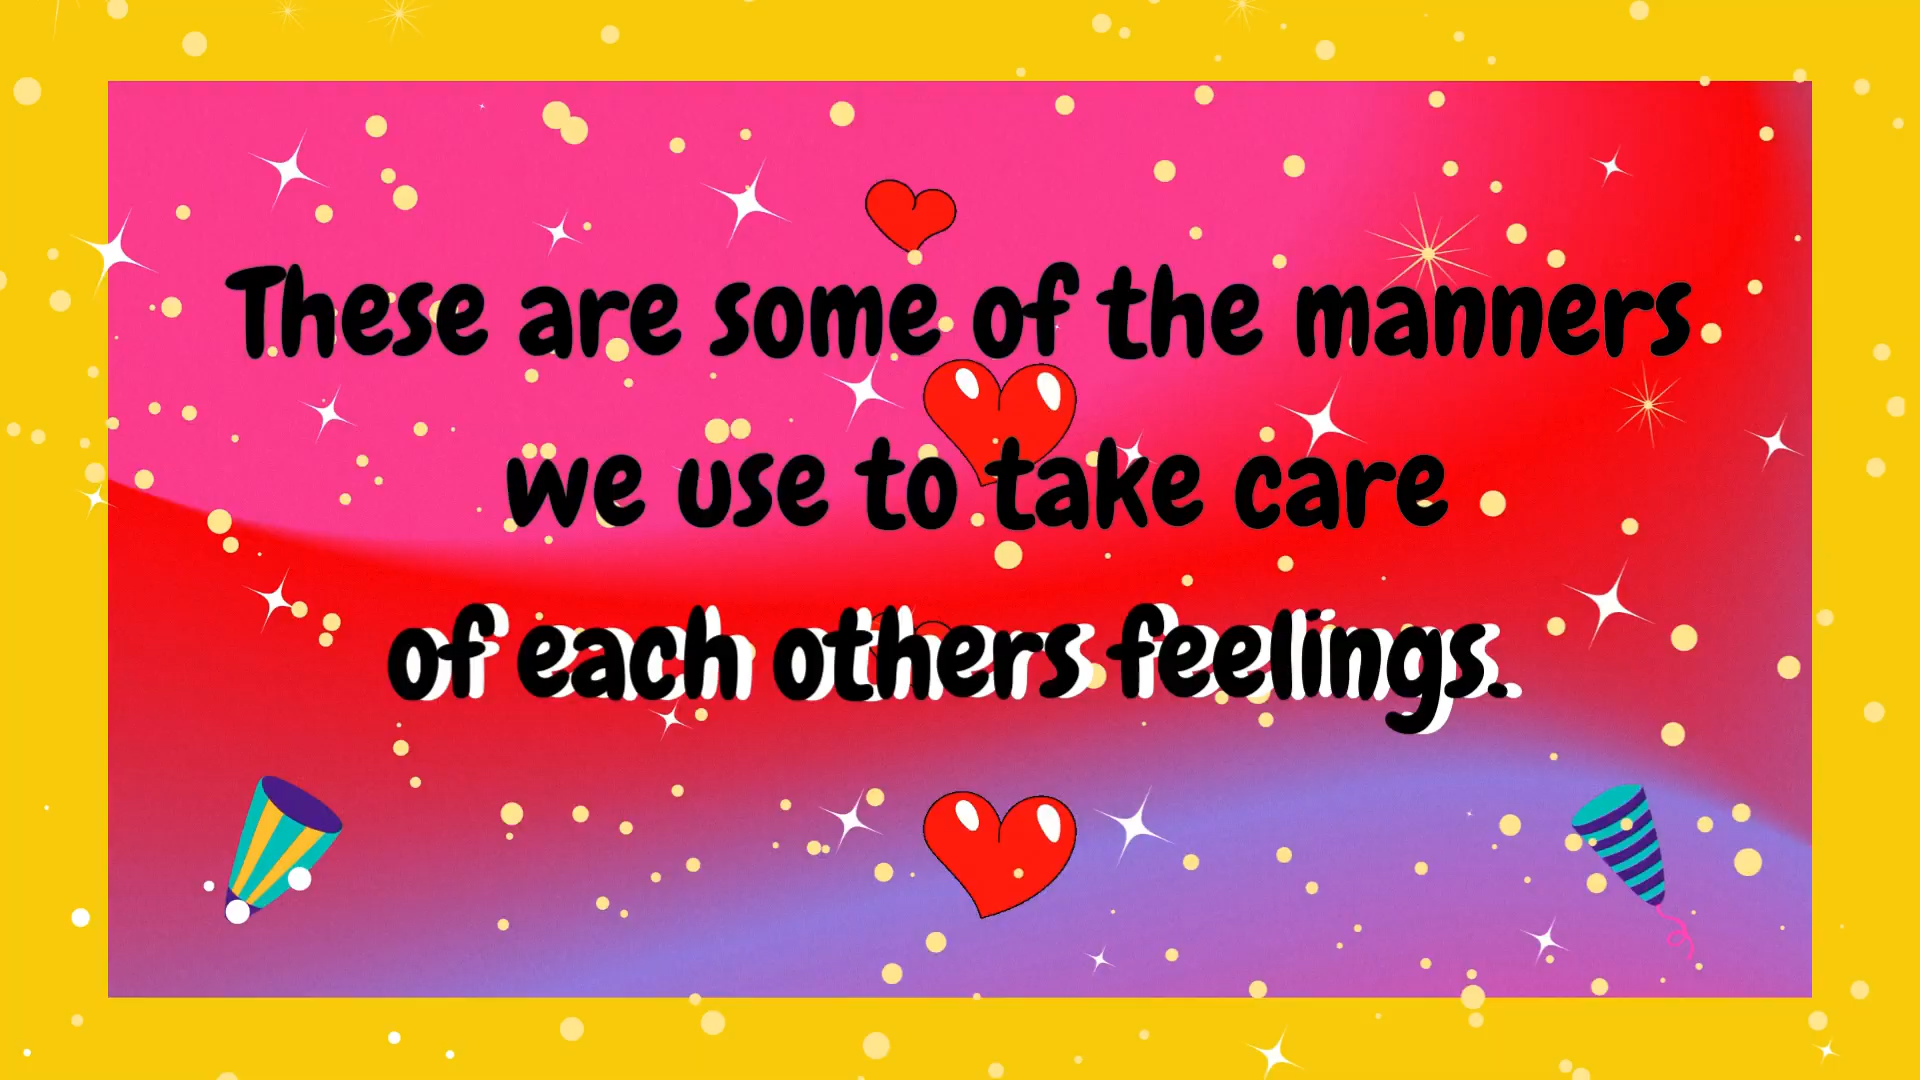 These are some of the manners
we use to take care
of each others feelings.